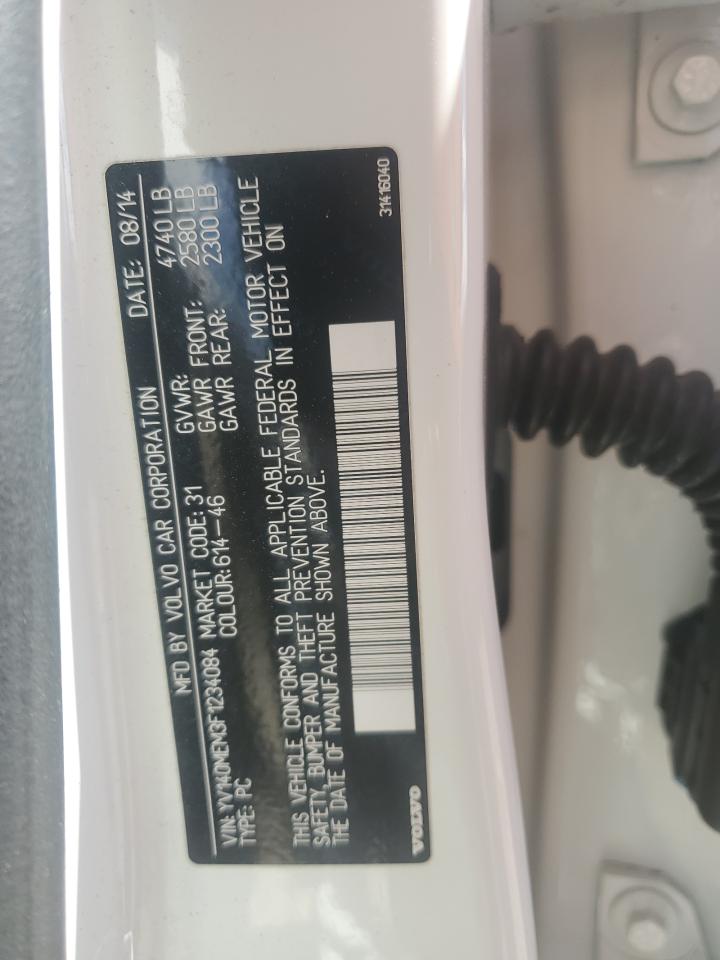 MFD BY VOLVO CAR CORPORATION DATE: 08/14
VIN: YV140MEM3F1234084 MARKET CODE: 31 GVWR: 4740 LB
TYPE: PC COLOUR: 614-46 GAWR FRONT: 2580 LB
GAWR REAR: 2300 LB
THIS VEHICLE CONFORMS TO ALL APPLICABLE FEDERAL MOTOR VEHICLE
SAFETY, BUMPER AND THEFT PREVENTION STANDARDS IN EFFECT ON
THE DATE OF MANUFACTURE SHOWN ABOVE.
VOLVO 31416040